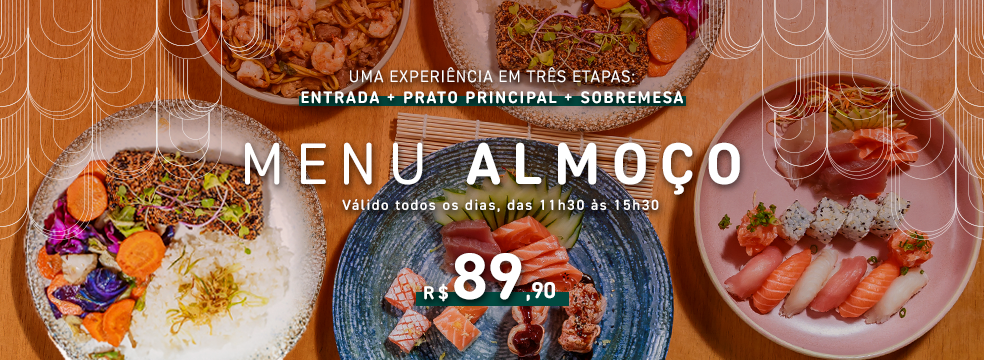 UMA EXPERIÊNCIA EM TRÊS ETAPAS:
ENTRADA + PRATO PRINCIPAL + SOBREMESA
MENU ALMOÇO
Válido todos os dias, das 11h30 às 15h30
R$89,90